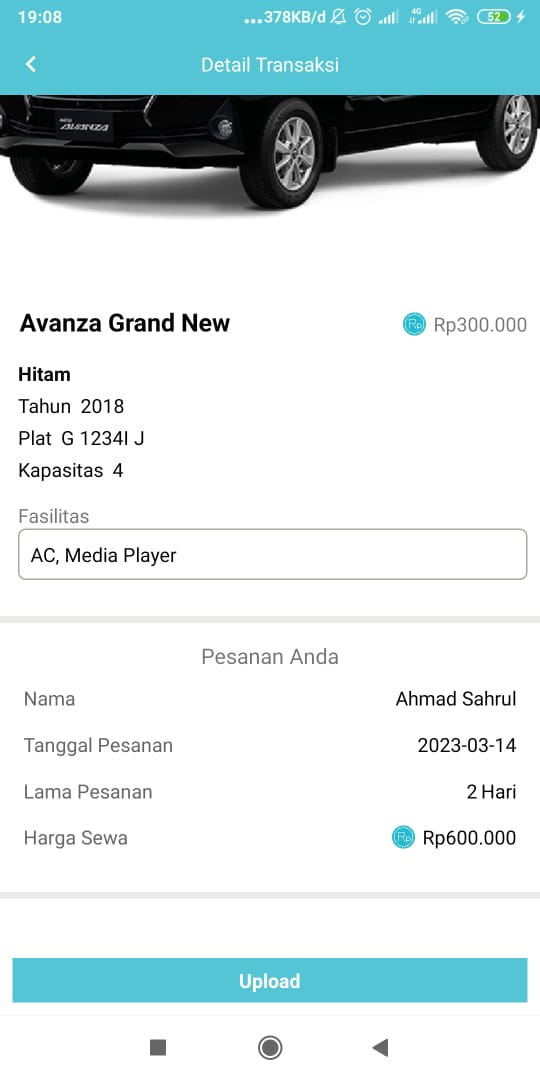 19:08
...378KB/d 4G 52
Detail Transaksi
NEW AVANZA
Avanza Grand New
Rp Rp300.000
Hitam
Tahun 2018
Plat G 1234I J
Kapasitas 4
Fasilitas
AC, Media Player
Pesanan Anda
Nama Ahmad Sahrul
Tanggal Pesanan 2023-03-14
Lama Pesanan 2 Hari
Harga Sewa Rp Rp600.000
Upload